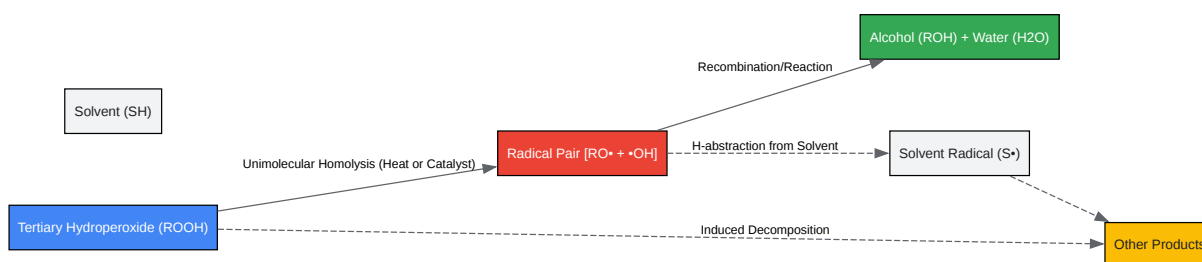 Alcohol (ROH) + Water (H2O)
Recombination/Reaction
Solvent (SH)
Unimolecular Homolysis (Heat or Catalyst)
Radical Pair [RO• + •OH]
H-abstraction from Solvent
Solvent Radical (S•)
Tertiary Hydroperoxide (ROOH)
Induced Decomposition
Other Products